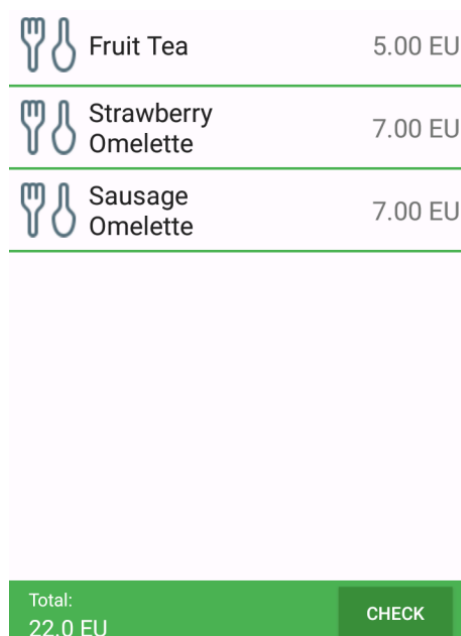 Fruit Tea
5.00 EU
Strawberry
Omelette
7.00 EU
Sausage
Omelette
7.00 EU
Total:
22.0 EU
CHECK